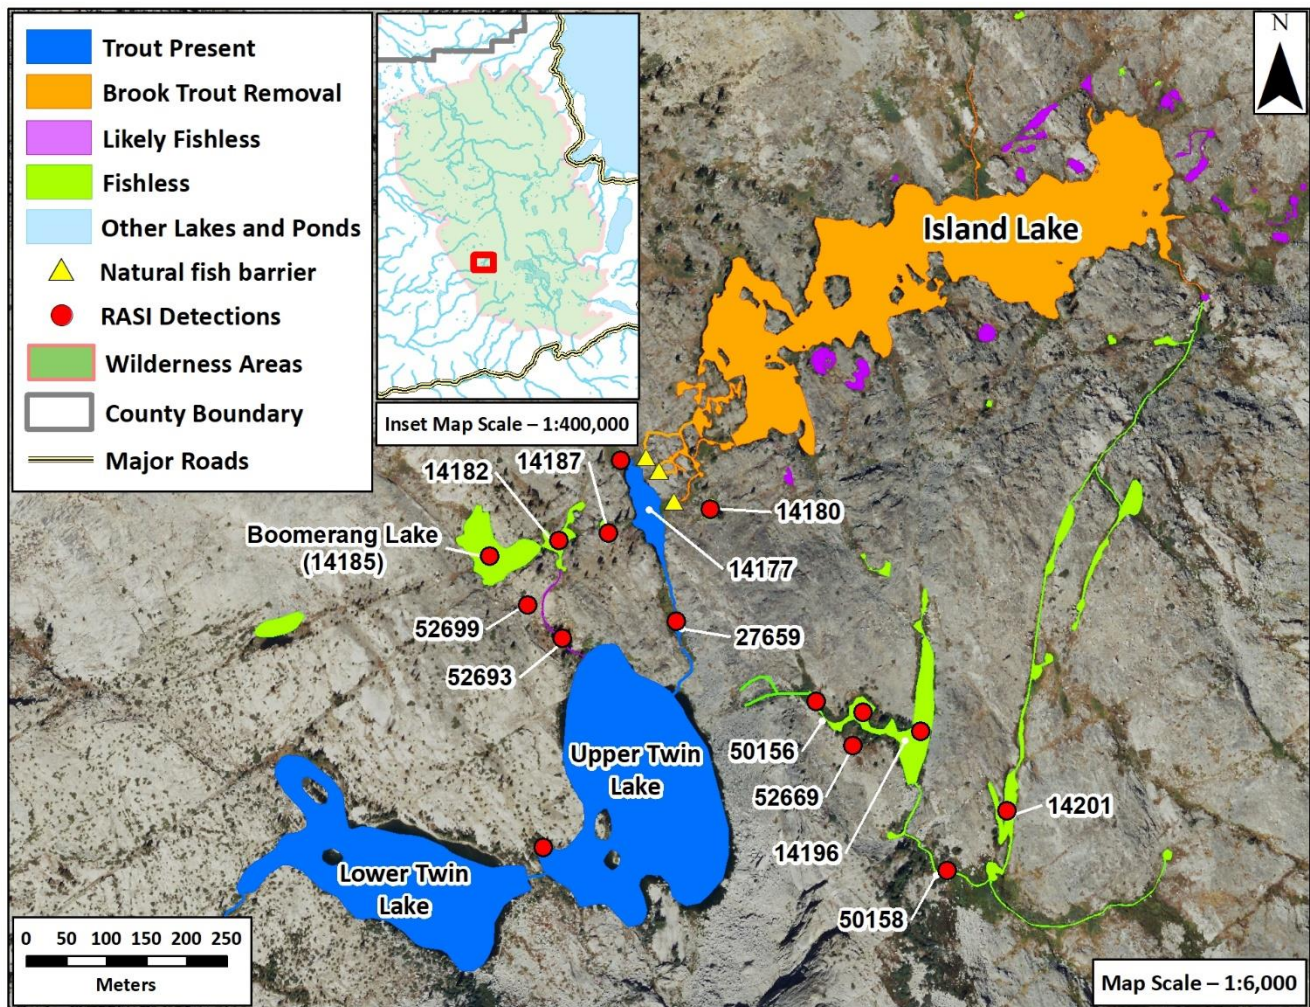 Trout Present
Brook Trout Removal
Likely Fishless
Fishless
Other Lakes and Ponds
Natural fish barrier
RASI Detections
Wilderness Areas
County Boundary
Major Roads
Inset Map Scale – 1:400,000
N
Island Lake
14182
14187
14180
Boomerang Lake
(14185)
14177
52699
27659
52693
Upper Twin
Lake
50156
52669
14201
14196
Lower Twin
Lake
50158
0 50 100 150 200 250
Meters
Map Scale – 1:6,000